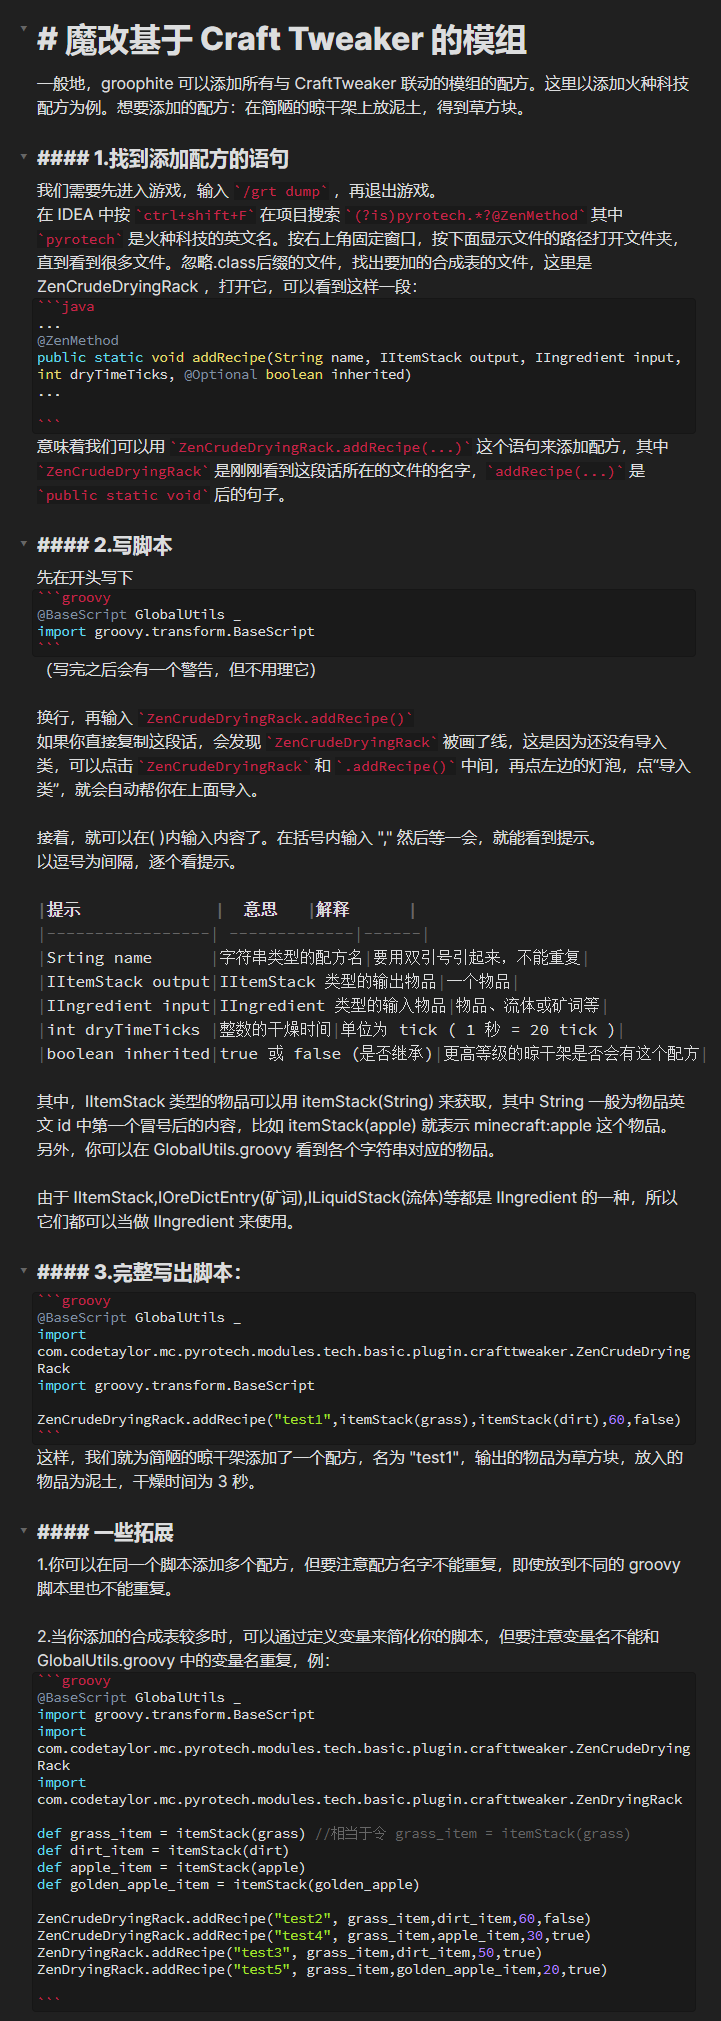 # 魔改基于 Craft Tweaker 的模组
一般地，groophite 可以添加所有与 CraftTweaker 联动的模组的配方。这里以添加火种科技
配方为例。想要添加的配方：在简陋的晾干架上放泥土，得到草方块。
#### 1.找到添加配方的语句
我们需要先进入游戏，输入 `/grt dump` ，再退出游戏。
在 IDEA 中按 `ctrl+shift+F` 在项目搜索 `(?is)pyrotech.*?@ZenMethod` 其中
`pyrotech` 是火种科技的英文名。按右上角固定窗口，按下面显示文件的路径打开文件夹，
直到看到很多文件。忽略.class后缀的文件，找出要加的合成表的文件，这里是
ZenCrudeDryingRack ，打开它，可以看到这样一段：
```java
...
@ZenMethod
public static void addRecipe(String name, IItemStack output, IIngredient input,
int dryTimeTicks, @Optional boolean inherited)
...
```
意味着我们可以用 `ZenCrudeDryingRack.addRecipe(...)` 这个语句来添加配方，其中
`ZenCrudeDryingRack` 是刚刚看到这段话所在的文件的名字，`addRecipe(...)` 是
`public static void` 后的句子。
#### 2.写脚本
先在开头写下
```groovy
@BaseScript GlobalUtils _
import groovy.transform.BaseScript
```
（写完之后会有一个警告，但不用理它）
换行，再输入 `ZenCrudeDryingRack.addRecipe()`
如果你直接复制这段话，会发现 `ZenCrudeDryingRack` 被画了线，这是因为还没有导入
类，可以点击 `ZenCrudeDryingRack` 和 `.addRecipe()` 中间，再点左边的灯泡，点“导入
类”，就会自动帮你在上面导入。
接着，就可以在( )内输入内容了。在括号内输入 "," 然后等一会，就能看到提示。
以逗号为间隔，逐个看提示。
|提示 | 意思 |解释 |
|-----------------| -------------|------|
|Srting name |字符串类型的配方名|要用双引号引起来，不能重复|
|IItemStack output|IItemStack 类型的输出物品|一个物品|
|IIngredient input|IIngredient 类型的输入物品|物品、流体或矿词等|
|int dryTimeTicks |整数的干燥时间|单位为 tick ( 1 秒 = 20 tick )|
|boolean inherited|true 或 false (是否继承)|更高等级的晾干架是否会有这个配方|
其中，IItemStack 类型的物品可以用 itemStack(String) 来获取，其中 String 一般为物品英
文 id 中第一个冒号后的内容，比如 itemStack(apple) 就表示 minecraft:apple 这个物品。
另外，你可以在 GlobalUtils.groovy 看到各个字符串对应的物品。
由于 IItemStack,IOreDictEntry(矿词),ILiquidStack(流体)等都是 IIngredient 的一种，所以
它们都可以当做 IIngredient 来使用。
#### 3.完整写出脚本：
```groovy
@BaseScript GlobalUtils _
import
com.codetaylor.mc.pyrotech.modules.tech.basic.plugin.crafttweaker.ZenCrudeDrying
Rack
import groovy.transform.BaseScript
ZenCrudeDryingRack.addRecipe("test1",itemStack(grass),itemStack(dirt),60,false)
```
这样，我们就为简陋的晾干架添加了一个配方，名为 "test1"，输出的物品为草方块，放入的
物品为泥土，干燥时间为 3 秒。
#### 一些拓展
1.你可以在同一个脚本添加多个配方，但要注意配方名字不能重复，即使放到不同的 groovy
脚本里也不能重复。
2.当你添加的合成表较多时，可以通过定义变量来简化你的脚本，但要注意变量名不能和
GlobalUtils.groovy 中的变量名重复，例：
```groovy
@BaseScript GlobalUtils _
import groovy.transform.BaseScript
import
com.codetaylor.mc.pyrotech.modules.tech.basic.plugin.crafttweaker.ZenCrudeDrying
Rack
import
com.codetaylor.mc.pyrotech.modules.tech.basic.plugin.crafttweaker.ZenDryingRack
def grass_item = itemStack(grass) //相当于令 grass_item = itemStack(grass)
def dirt_item = itemStack(dirt)
def apple_item = itemStack(apple)
def golden_apple_item = itemStack(golden_apple)
ZenCrudeDryingRack.addRecipe("test2", grass_item,dirt_item,60,false)
ZenCrudeDryingRack.addRecipe("test4", grass_item,apple_item,30,true)
ZenDryingRack.addRecipe("test3", grass_item,dirt_item,50,true)
ZenDryingRack.addRecipe("test5", grass_item,golden_apple_item,20,true)
```